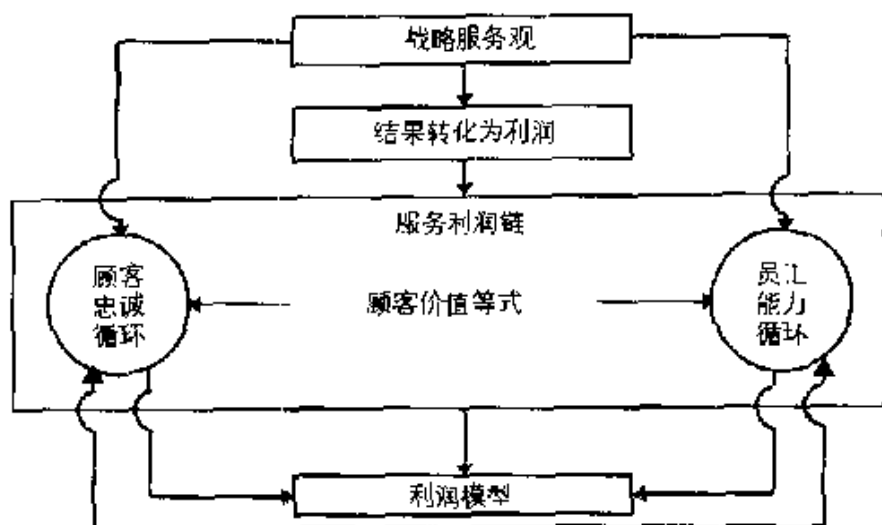 战略服务观
结果转化为利润
服务利润链
顾客
忠诚
循环
顾客价值等式
员工
能力
循环
利润模型